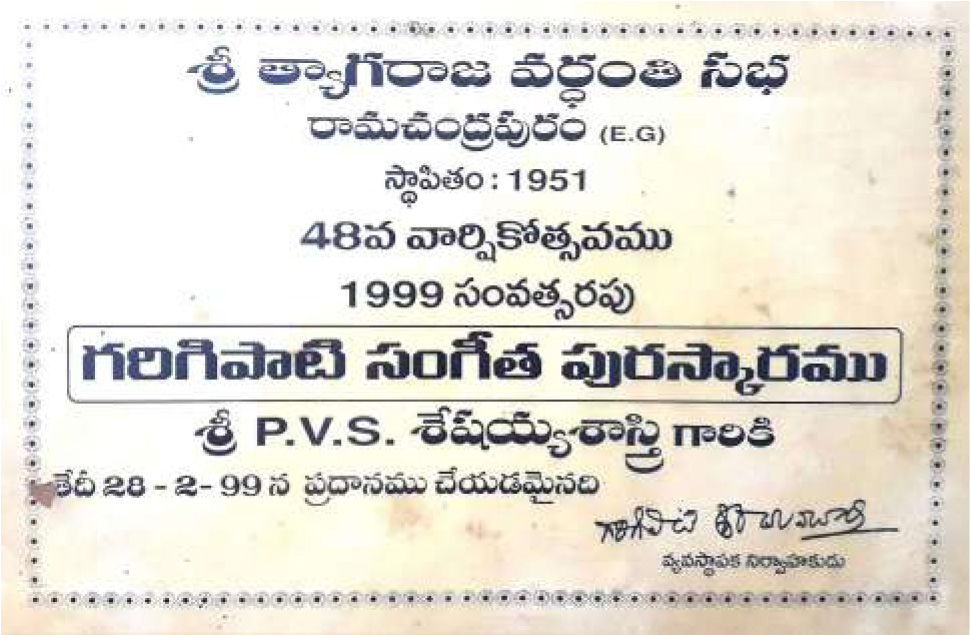 శ్రీ త్యాగరాజ వర్ధంతి సభ
రామచంద్రపురం (E.G)
స్థాపితం : 1951
48వ వార్షికోత్సవము
1999 సంవత్సరపు
గరిగిపాటి సంగీత పురస్కారము
శ్రీ P.V.S. శేషయ్యశాస్త్రి గారికి
తేదీ 28 - 2 - 99 న ప్రదానము చేయడమైనది
వ్యవస్థాపక నిర్వాహకుడు